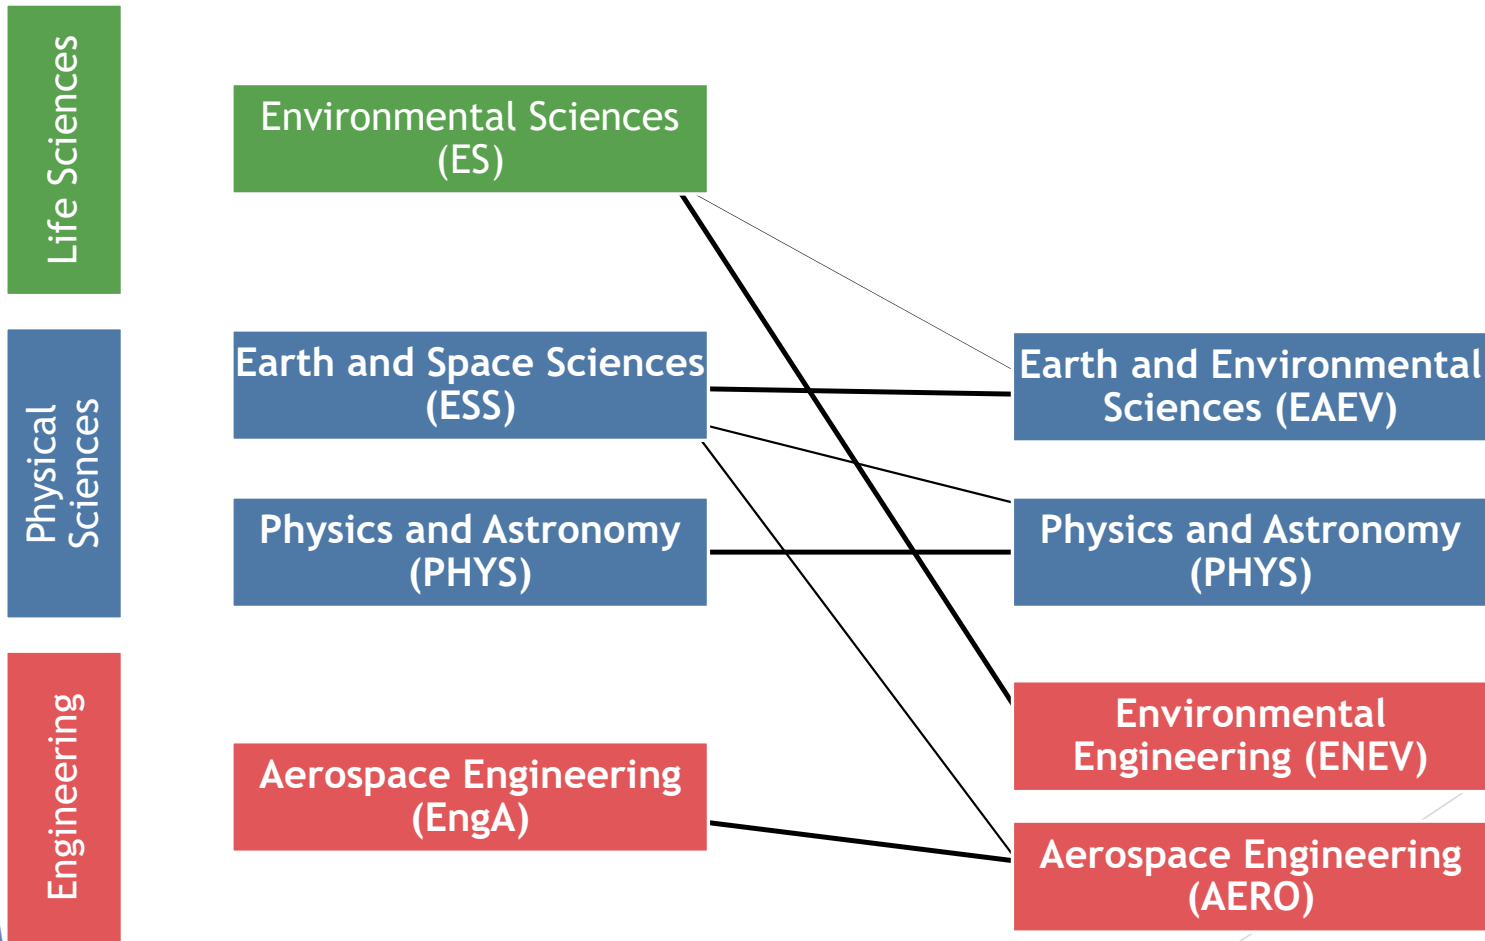 Life Sciences
Environmental Sciences
(ES)
Physical
Sciences
Earth and Space Sciences
(ESS)
Earth and Environmental
Sciences (EAEV)
Physics and Astronomy
(PHYS)
Physics and Astronomy
(PHYS)
Engineering
Aerospace Engineering
(EngA)
Environmental
Engineering (ENEV)
Aerospace Engineering
(AERO)